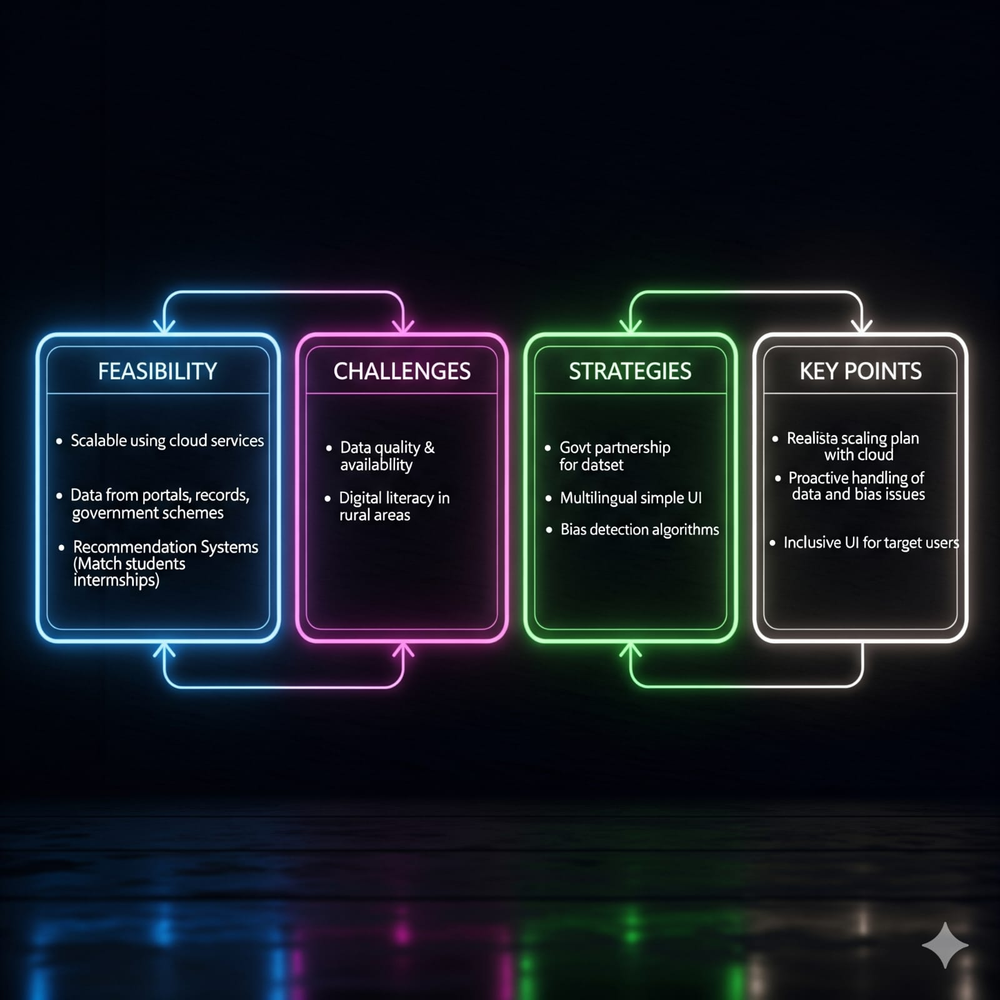 FEASIBILITY
• Scalable using cloud services
• Data from portals, records,
government schemes
• Recommendation Systems
(Match students
intermships)
CHALLENGES
• Data quality &
availability
• Digital literacy in
rural areas
STRATEGIES
• Govt partnership
for datset
• Multilingual simple UI
• Bias detection algorithms
KEY POINTS
• Realista scaling plan
with cloud
• Proactive handling of
data and bias issues
• Inclusive UI for target users